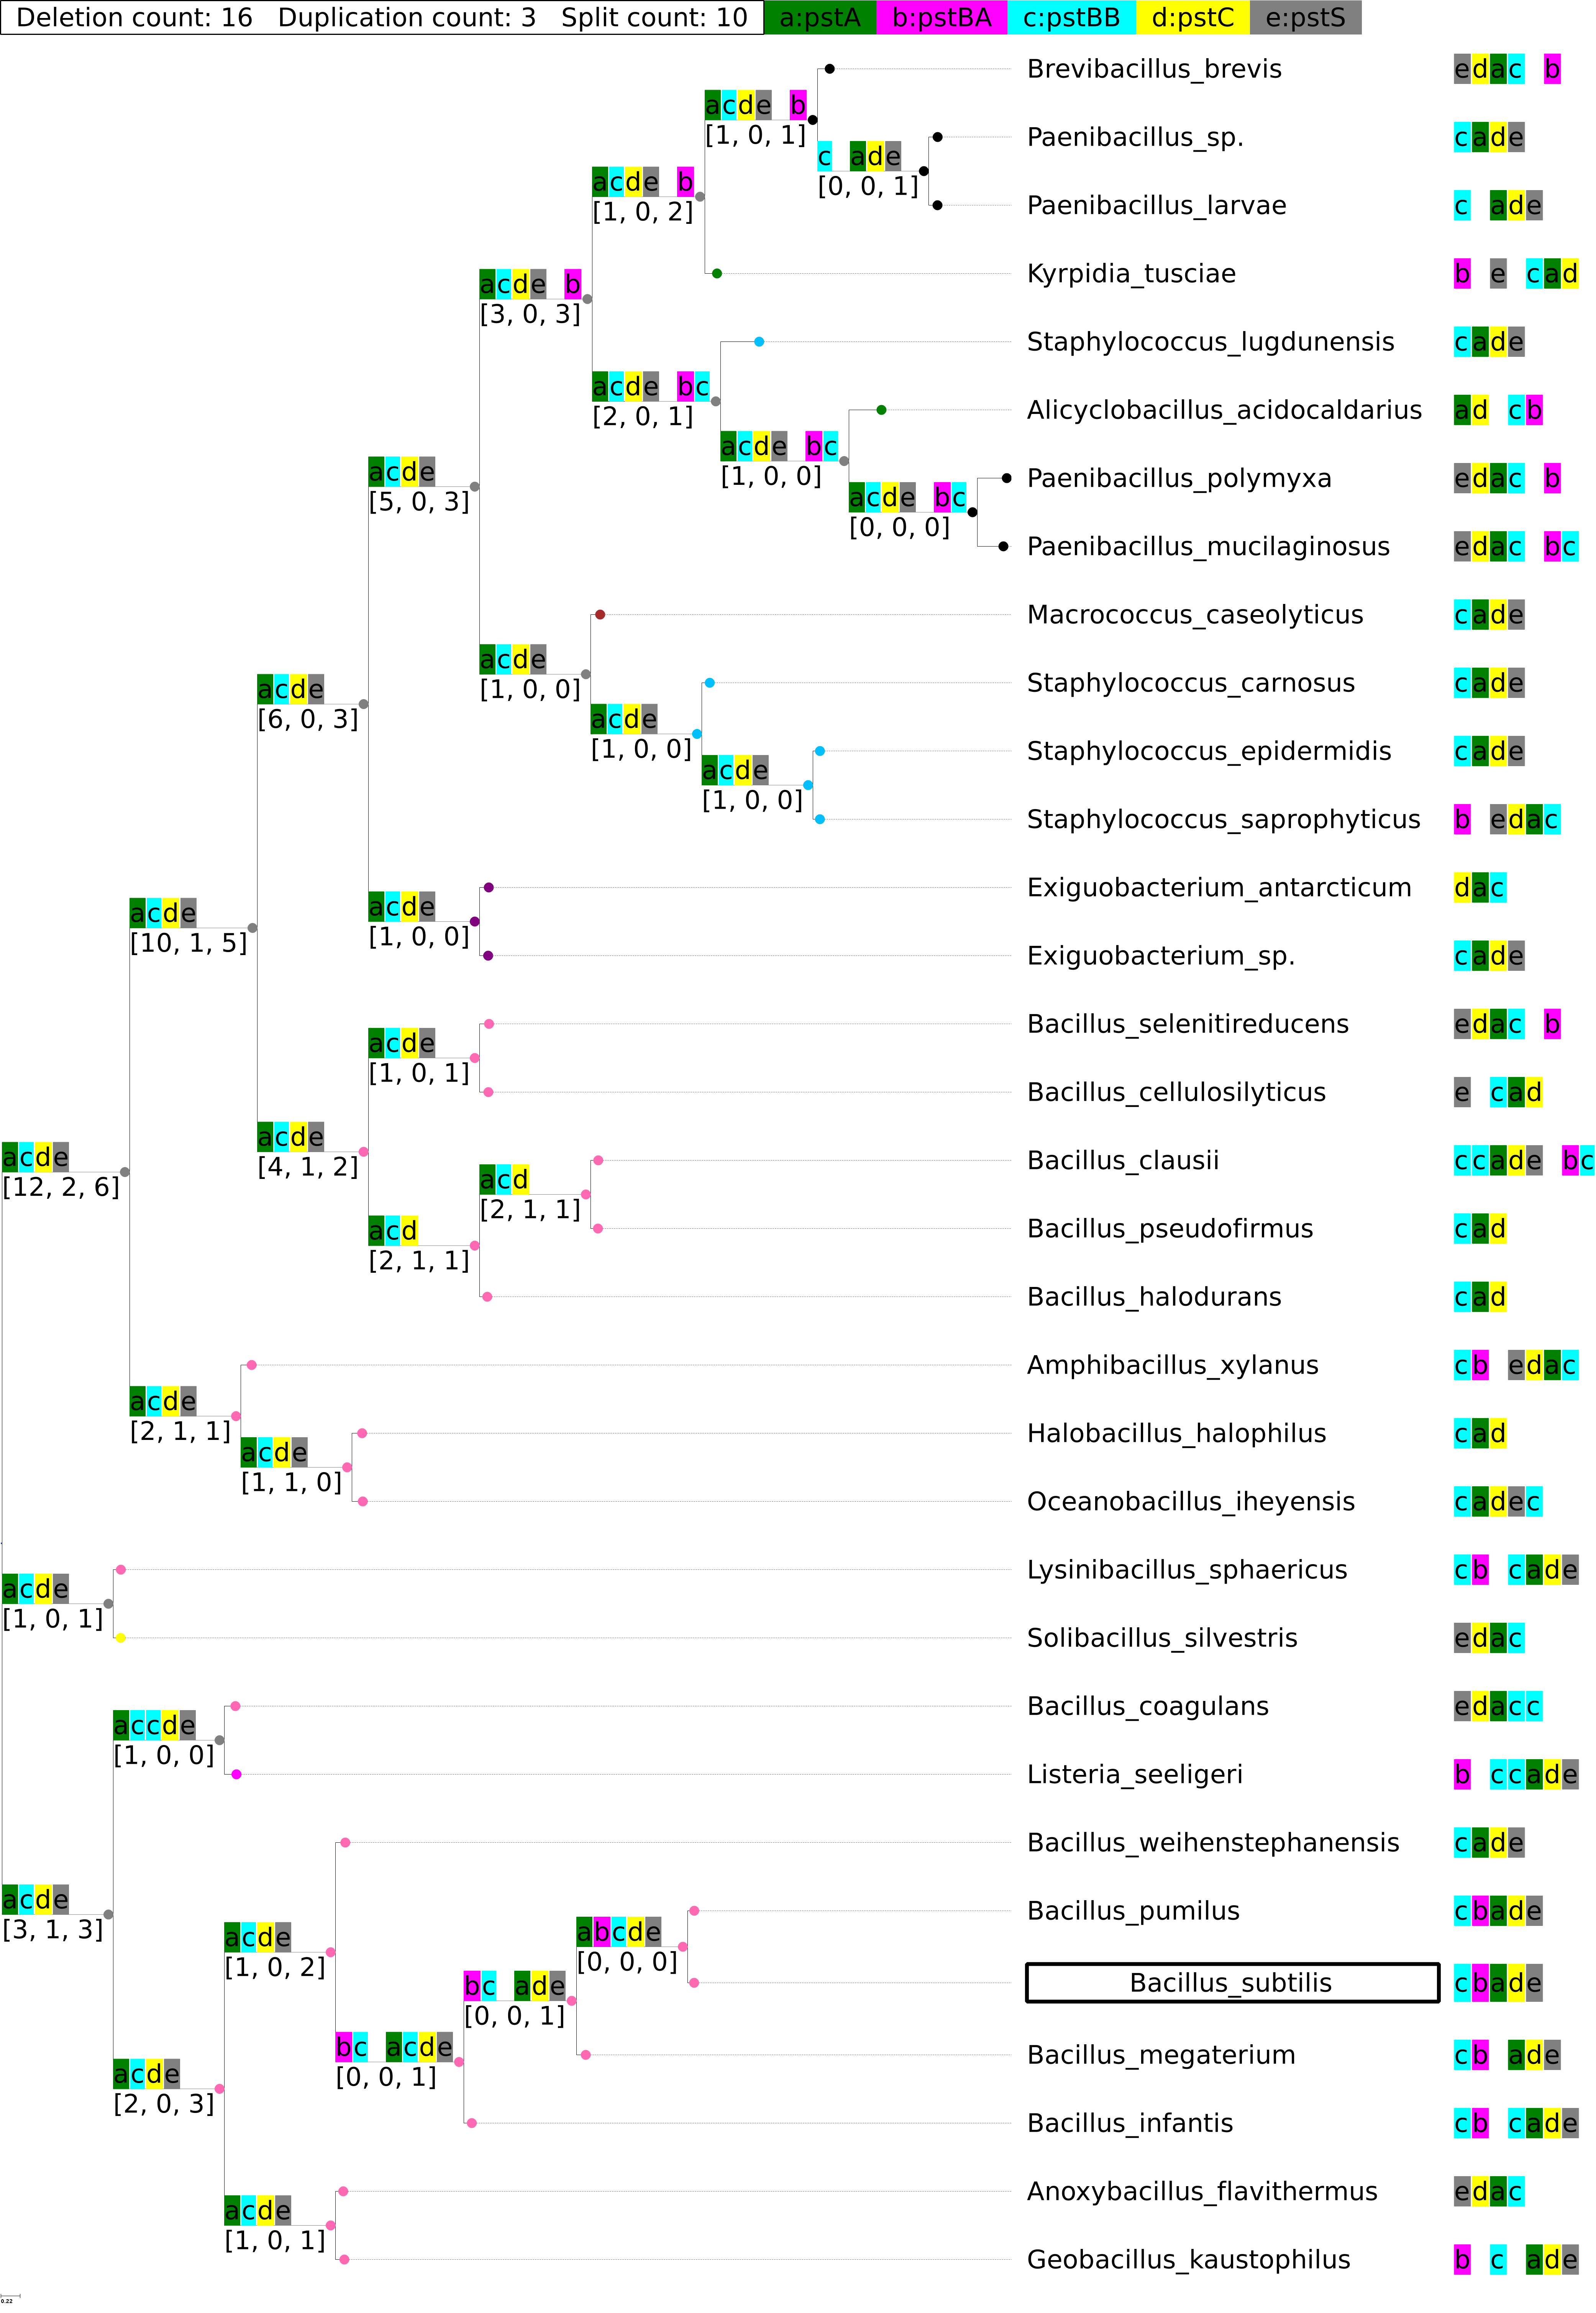 Deletion count: 16 Duplication count: 3 Split count: 10 a:pstA b:pstBA c:pstBB d:pstC e:pstS
Brevibacillus_brevis edac b
acde b
[1, 0, 1]
Paenibacillus_sp. cade
c ade
[0, 0, 1]
acde b
[1, 0, 2]
Paenibacillus_larvae c ade
Kyrpidia_tusciae b e cad
acde b
[3, 0, 3]
Staphylococcus_lugdunensis cade
acde bc
[2, 0, 1]
Alicyclobacillus_acidocaldarius ad cb
acde bc
[1, 0, 0]
acde
[5, 0, 3]
Paenibacillus_polymyxa edac b
acde bc
[0, 0, 0]
Paenibacillus_mucilaginosus edac bc
Macrococcus_caseolyticus cade
acde
[1, 0, 0]
Staphylococcus_carnosus cade
acde
[6, 0, 3]
acde
[1, 0, 0]
Staphylococcus_epidermidis cade
acde
[1, 0, 0]
Staphylococcus_saprophyticus b edac
Exiguobacterium_antarcticum dac
acde
[1, 0, 0]
acde
[10, 1, 5]
Exiguobacterium_sp. cade
Bacillus_selenitireducens edac b
acde
[1, 0, 1]
Bacillus_cellulosilyticus e cad
acde
[4, 1, 2]
acde
[12, 2, 6]
Bacillus_clausii ccade bc
acd
[2, 1, 1]
Bacillus_pseudofirmus cad
acd
[2, 1, 1]
Bacillus_halodurans cad
Amphibacillus_xylanus cb edac
acde
[2, 1, 1]
Halobacillus_halophilus cad
acde
[1, 1, 0]
Oceanobacillus_iheyensis cadec
Lysinibacillus_sphaericus cb cade
acde
[1, 0, 1]
Solibacillus_silvestris edac
Bacillus_coagulans edacc
accde
[1, 0, 0]
Listeria_seeligeri b ccade
Bacillus_weihenstephanensis cade
acde
[3, 1, 3]
Bacillus_pumilus cbade
abcde
[0, 0, 0]
acde
[1, 0, 2]
Bacillus_subtilis cbade
bc ade
[0, 0, 1]
Bacillus_megaterium cb ade
bc acde
[0, 0, 1]
acde
[2, 0, 3]
Bacillus_infantis cb cade
Anoxybacillus_flavithermus edac
acde
[1, 0, 1]
Geobacillus_kaustophilus b c ade
0.22